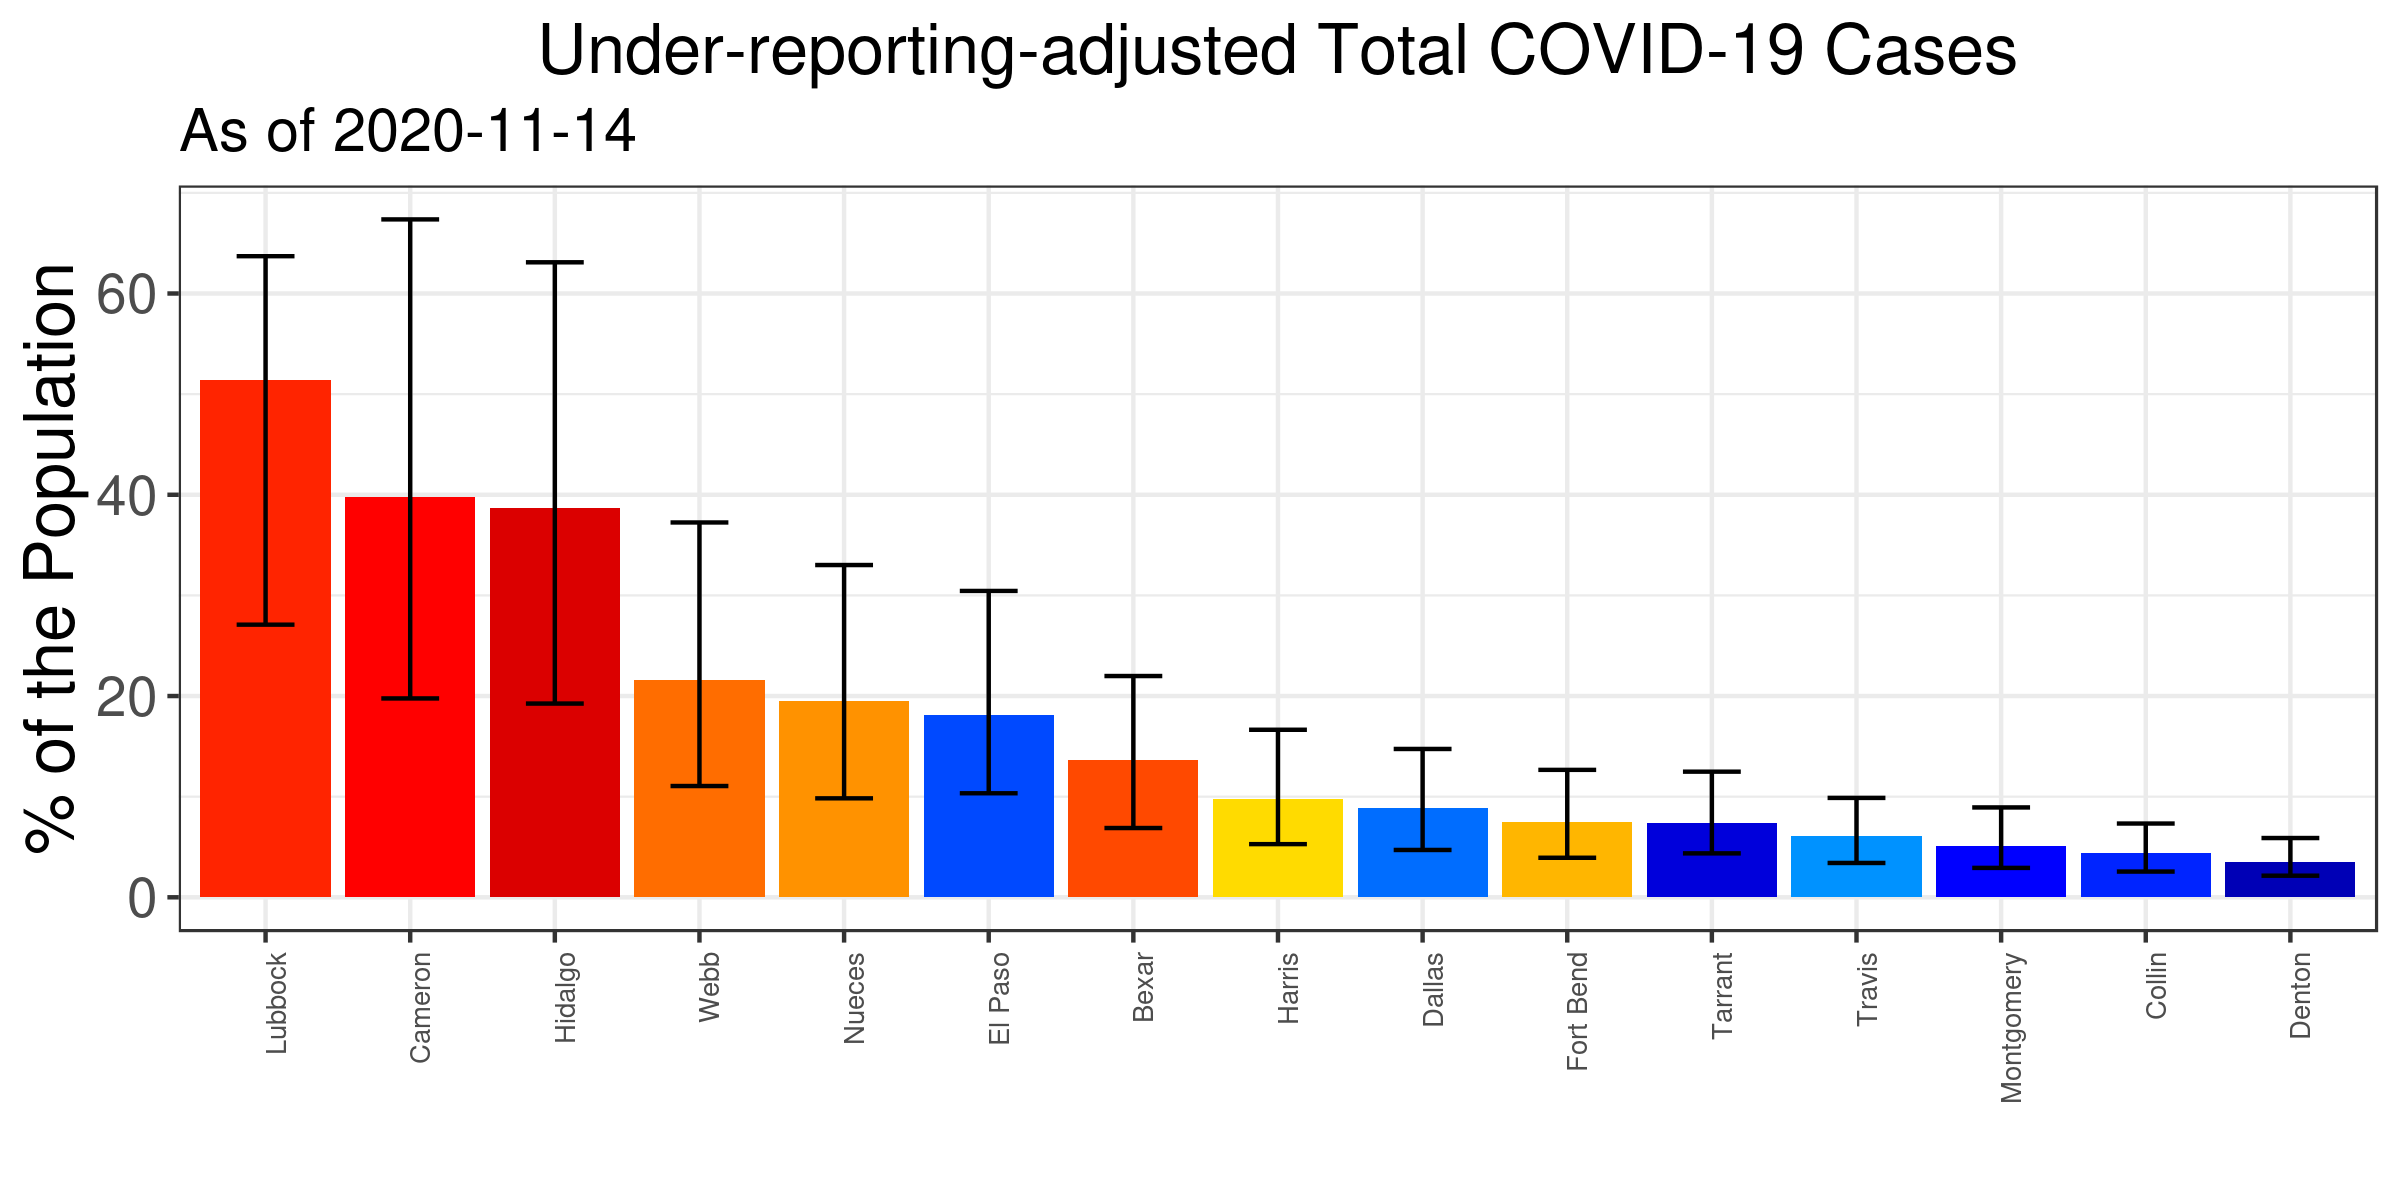 Under-reporting-adjusted Total COVID-19 Cases
As of 2020-11-14
% of the Population
60
40
20
0
Lubbock
Cameron
Hidalgo
Webb
Nueces
El Paso
Bexar
Harris
Dallas
Fort Bend
Tarrant
Travis
Montgomery
Collin
Denton